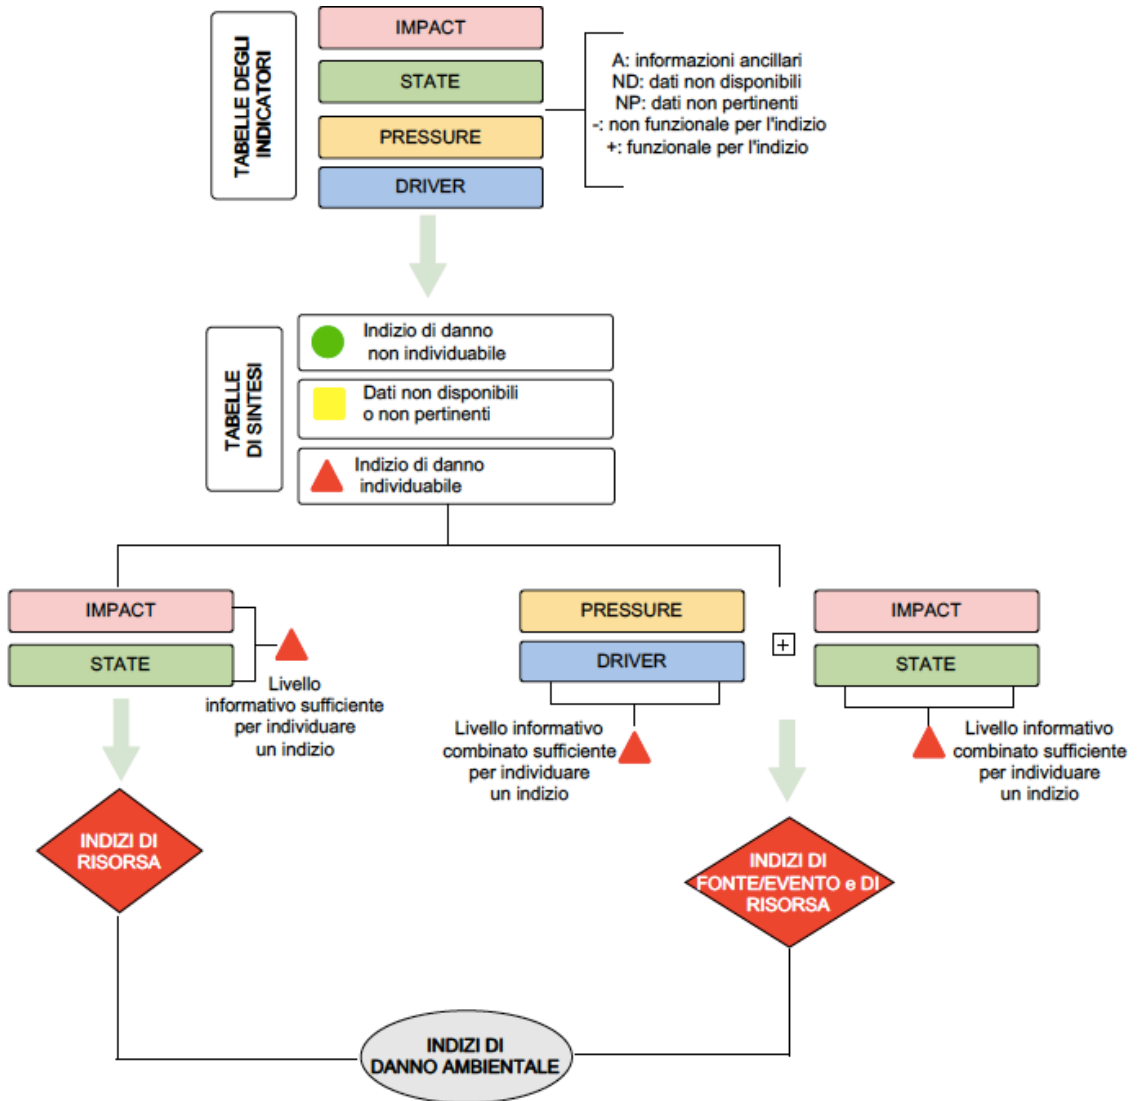 TABELLE DEGLI
INDICATORI
IMPACT
STATE
PRESSURE
DRIVER
A: informazioni ancillari
ND: dati non disponibili
NP: dati non pertinenti
-: non funzionale per l'indizio
+: funzionale per l'indizio
TABELLE
DI SINTESI
Indizio di danno
non individuabile
Dati non disponibili
o non pertinenti
Indizio di danno
individuabile
IMPACT
STATE
Livello
informativo sufficiente
per individuare
un indizio
INDIZI DI
RISORSA
PRESSURE
DRIVER
Livello informativo
combinato sufficiente
per individuare
un indizio
+
IMPACT
STATE
Livello informativo
combinato sufficiente
per individuare
un indizio
INDIZI DI
FONTE/EVENTO e DI
RISORSA
INDIZI DI
DANNO AMBIENTALE